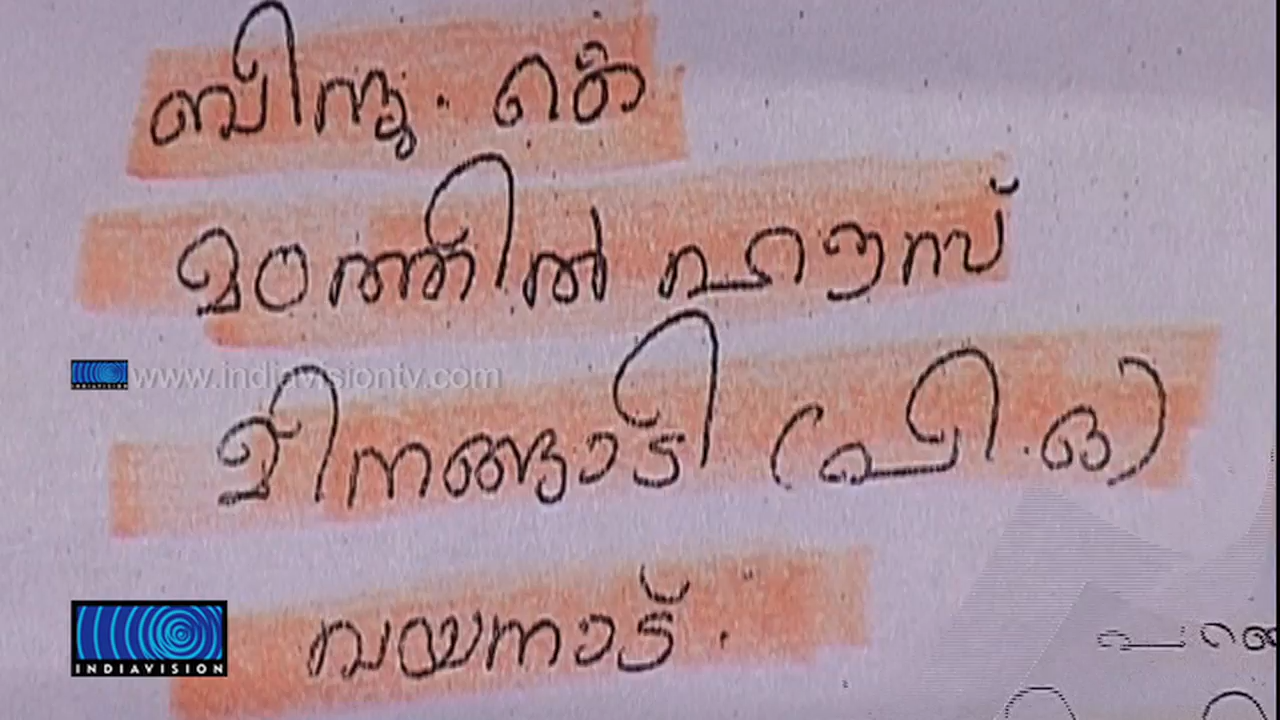 ബിനു. കെ
മഠത്തിൽ ഹൗസ്
www.indiavisiontv.com
മീനങ്ങാടി (പി.ഒ)
വയനാട്.
INDIAVISION